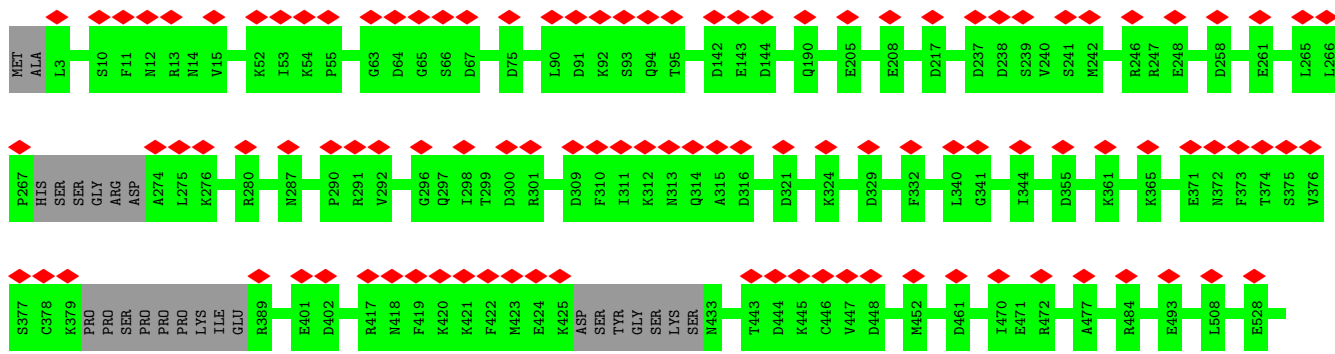 MET ALA L3 S10 F11 N12 R13 N14 V15 K52 I53 K54 P55 G63 D64 G65 S66 D67 D75 L90 D91 K92 S93 Q94 T95 D142 E143 D144 Q190 E205 E208 D217 D237 D238 S239 V240 S241 M242 R246 R247 E248 D258 E261 L265 L266
P267 HIS SER SER GLY ARG ASP A274 L275 K276 R280 N287 P290 R291 V292 G296 Q297 I298 T299 D300 R301 D309 F310 I311 K312 N313 Q314 A315 D316 D321 K324 D329 F332 L340 G341 I344 D355 K361 K365 E371 N372 F373 T374 S375 V376
S377 C378 K379 PRO PRO SER PRO PRO PRO LYS ILE GLU R389 E401 D402 R417 N418 F419 K420 K421 F422 M423 E424 K425 ASP SER TYR GLY SER LYS SER N433 T443 D444 K445 C446 V447 D448 M452 D461 I470 E471 R472 A477 R484 E493 L508 E528